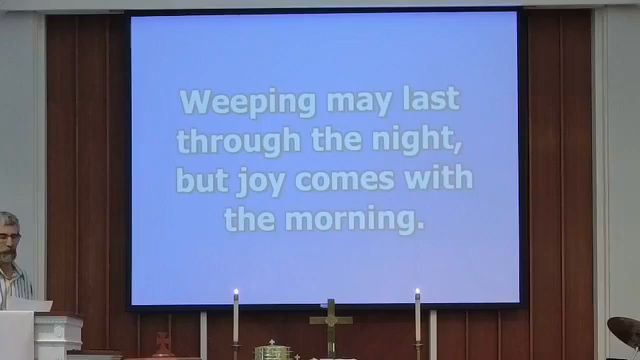 Weeping may last
through the night,
but joy comes with
the morning.